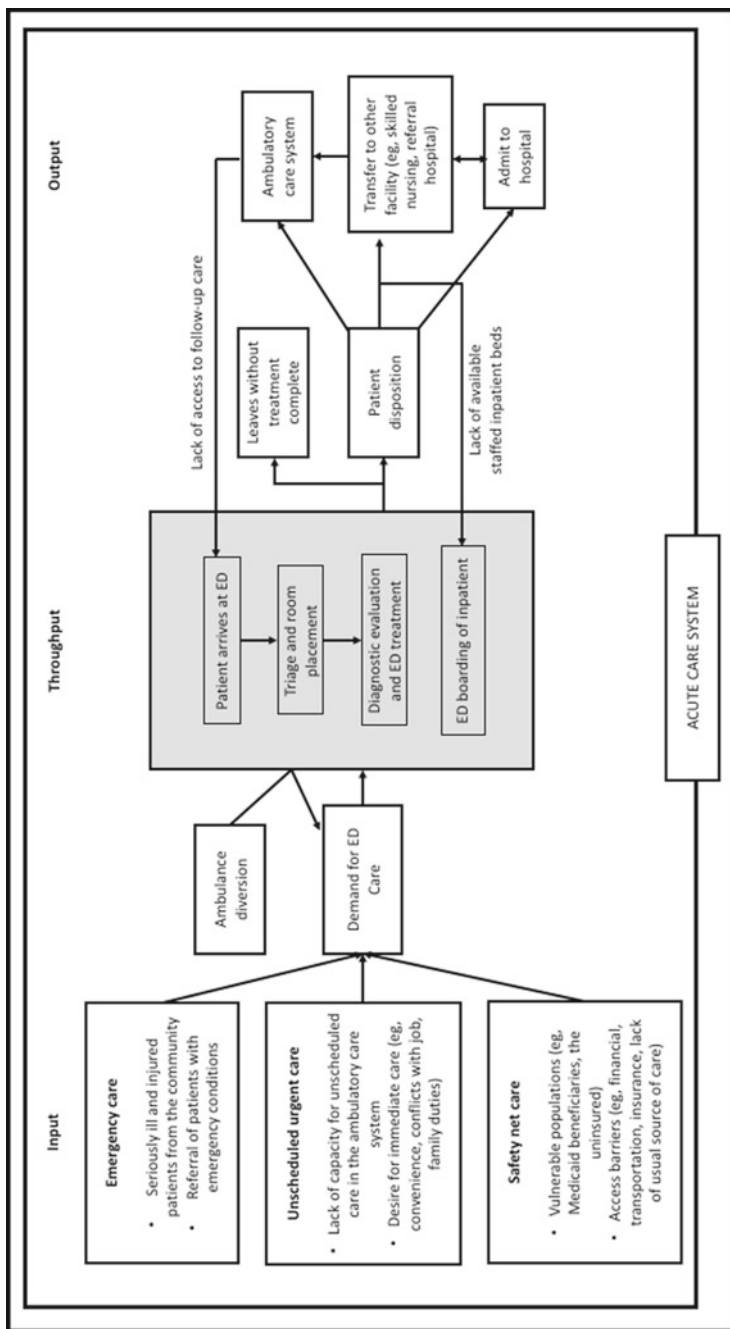 Input
Throughput
Output
Emergency care
• Seriously ill and injured
patients from the community
• Referral of patients with
emergency conditions
Unscheduled urgent care
• Lack of capacity for unscheduled
care in the ambulatory care
system
• Desire for immediate care (eg,
convenience, conflicts with job,
family duties)
Safety net care
• Vulnerable populations (eg,
Medicaid beneficiaries, the
uninsured)
• Access barriers (eg, financial,
transportation, insurance, lack
of usual source of care)
Ambulance
diversion
Demand for ED
Care
Patient arrives at ED
Triage and room
placement
Diagnostic evaluation
and ED treatment
ED boarding of inpatient
Lack of access to follow-up care
Leaves without
treatment
complete
Patient
disposition
Lack of available
staffed inpatient beds
Ambulatory
care system
Transfer to other
facility (eg, skilled
nursing, referral
hospital)
Admit to
hospital
ACUTE CARE SYSTEM